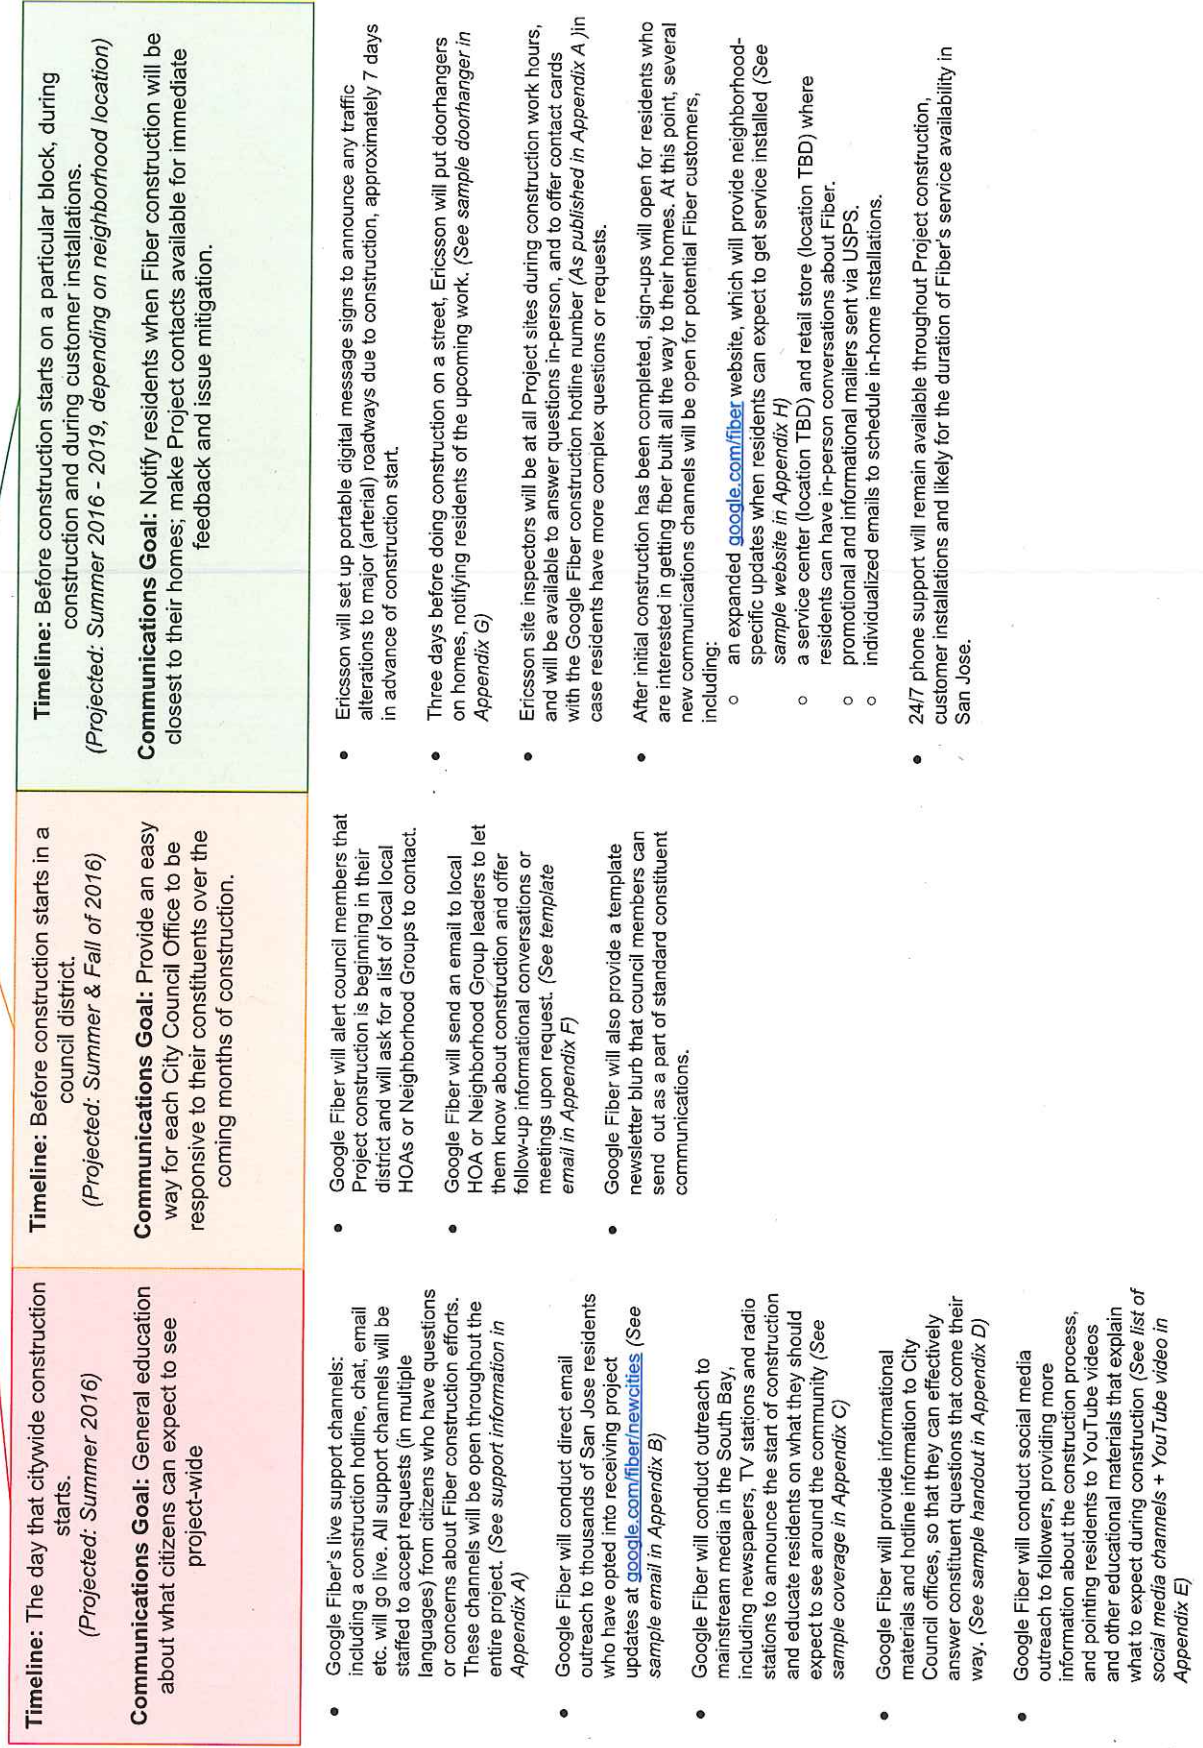 Timeline: The day that citywide construction
starts.
(Projected: Summer 2016)
Communications Goal: General education
about what citizens can expect to see
project-wide
Google Fiber's live support channels:
including a construction hotline, chat, email
etc. will go live. All support channels will be
staffed to accept requests (in multiple
languages) from citizens who have questions
or concerns about Fiber construction efforts.
These channels will be open throughout the
entire project. (See support information in
Appendix A)
Google Fiber will conduct direct email
outreach to thousands of San Jose residents
who have opted into receiving project
updates at google.com/fiber/newcities (See
sample email in Appendix B)
Google Fiber will conduct outreach to
mainstream media in the South Bay,
including newspapers, TV stations and radio
stations to announce the start of construction
and educate residents on what they should
expect to see around the community (See
sample coverage in Appendix C)
Google Fiber will provide informational
materials and hotline information to City
Council offices, so that they can effectively
answer constituent questions that come their
way. (See sample handout in Appendix D)
Google Fiber will conduct social media
outreach to followers, providing more
information about the construction process,
and pointing residents to YouTube videos
and other educational materials that explain
what to expect during construction (See list of
social media channels + YouTube video in
Appendix E)
Timeline: Before construction starts in a
council district.
(Projected: Summer & Fall of 2016)
Communications Goal: Provide an easy
way for each City Council Office to be
responsive to their constituents over the
coming months of construction.
Google Fiber will alert council members that
Project construction is beginning in their
district and will ask for a list of local local
HOAs or Neighborhood Groups to contact.
Google Fiber will send an email to local
HOA or Neighborhood Group leaders to let
them know about construction and offer
follow-up informational conversations or
meetings upon request. (See template
email in Appendix F)
Google Fiber will also provide a template
newsletter blurb that council members can
send out as a part of standard constituent
communications.
Timeline: Before construction starts on a particular block, during
construction and during customer installations.
(Projected: Summer 2016 - 2019, depending on neighborhood location)
Communications Goal: Notify residents when Fiber construction will be
closest to their homes; make Project contacts available for immediate
feedback and issue mitigation.
Ericsson will set up portable digital message signs to announce any traffic
alterations to major (arterial) roadways due to construction, approximately 7 days
in advance of construction start.
Three days before doing construction on a street, Ericsson will put doorhangers
on homes, notifying residents of the upcoming work. (See sample doorhanger in
Appendix G)
Ericsson site inspectors will be at all Project sites during construction work hours,
and will be available to answer questions in-person, and to offer contact cards
with the Google Fiber construction hotline number (As published in Appendix A )in
case residents have more complex questions or requests.
After initial construction has been completed, sign-ups will open for residents who
are interested in getting fiber built all the way to their homes. At this point, several
new communications channels will be open for potential Fiber customers,
including:
an expanded google.com/fiber website, which will provide neighborhood-
specific updates when residents can expect to get service installed (See
sample website in Appendix H)
a service center (location TBD) and retail store (location TBD) where
residents can have in-person conversations about Fiber.
promotional and informational mailers sent via USPS.
individualized emails to schedule in-home installations.
24/7 phone support will remain available throughout Project construction,
customer installations and likely for the duration of Fiber's service availability in
San Jose.